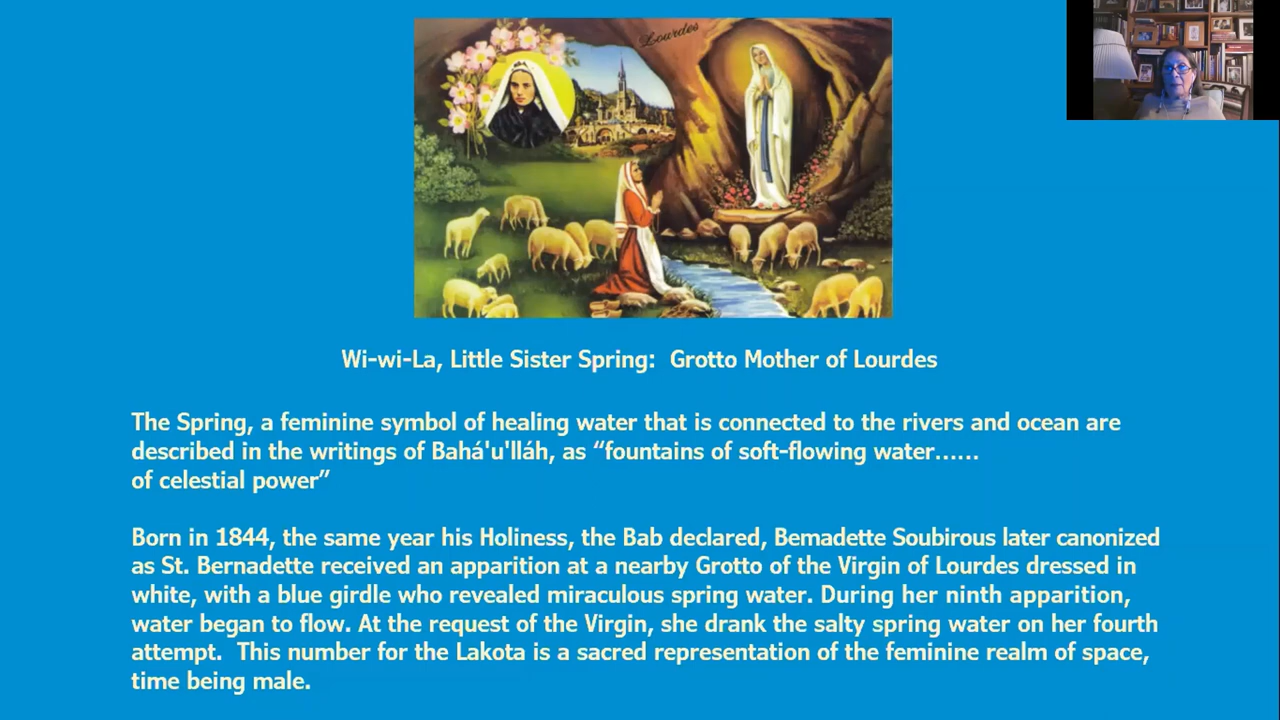 Lourdes
Wi-wi-La, Little Sister Spring:  Grotto Mother of Lourdes
The Spring, a feminine symbol of healing water that is connected to the rivers and ocean are
described in the writings of Bahá'u'lláh, as “fountains of soft-flowing water……
of celestial power”
Born in 1844, the same year his Holiness, the Bab declared, Bernadette Soubirous later canonized
as St. Bernadette received an apparition at a nearby Grotto of the Virgin of Lourdes dressed in
white, with a blue girdle who revealed miraculous spring water. During her ninth apparition,
water began to flow. At the request of the Virgin, she drank the salty spring water on her fourth
attempt.  This number for the Lakota is a sacred representation of the feminine realm of space,
time being male.